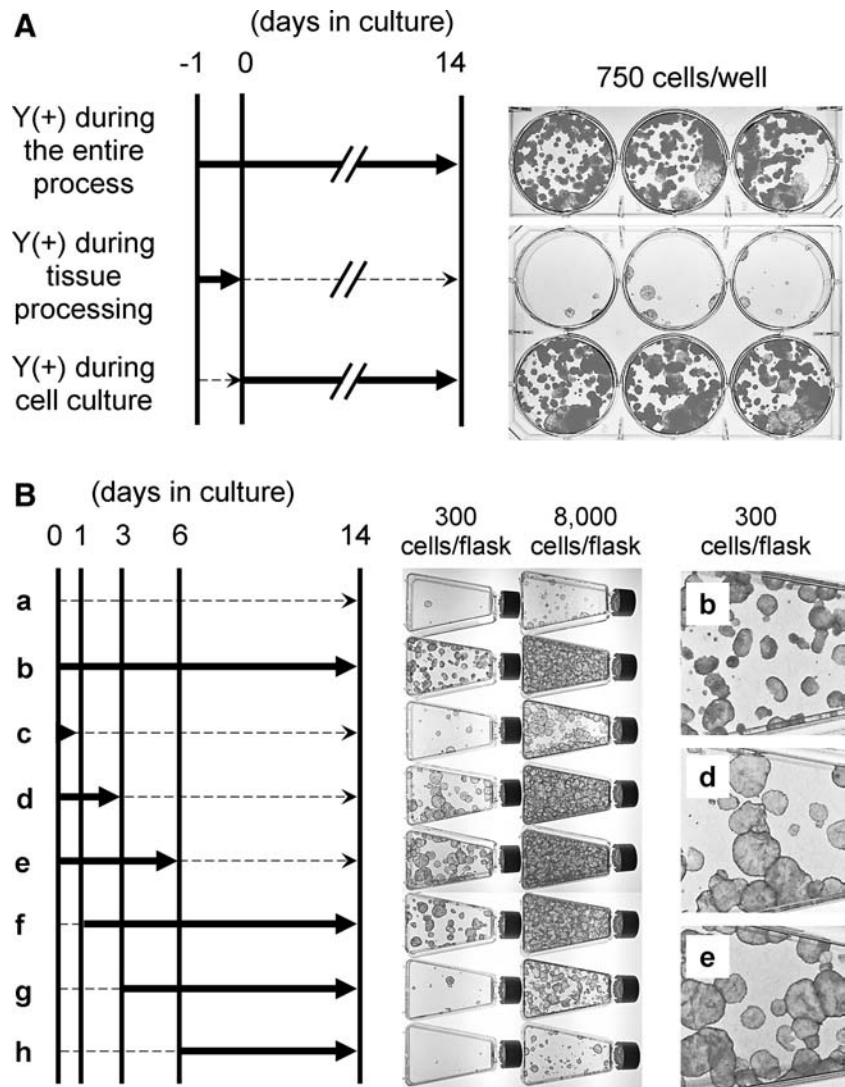 A
(days in culture)
-1 0 14
750 cells/well
Y(+) during
the entire
process
Y(+) during
tissue
processing
Y(+) during
cell culture
B
(days in culture)
0 1 3 6 14
300
cells/flask
8,000
cells/flask
300
cells/flask
a
b
c
d
e
f
g
h
b
d
e